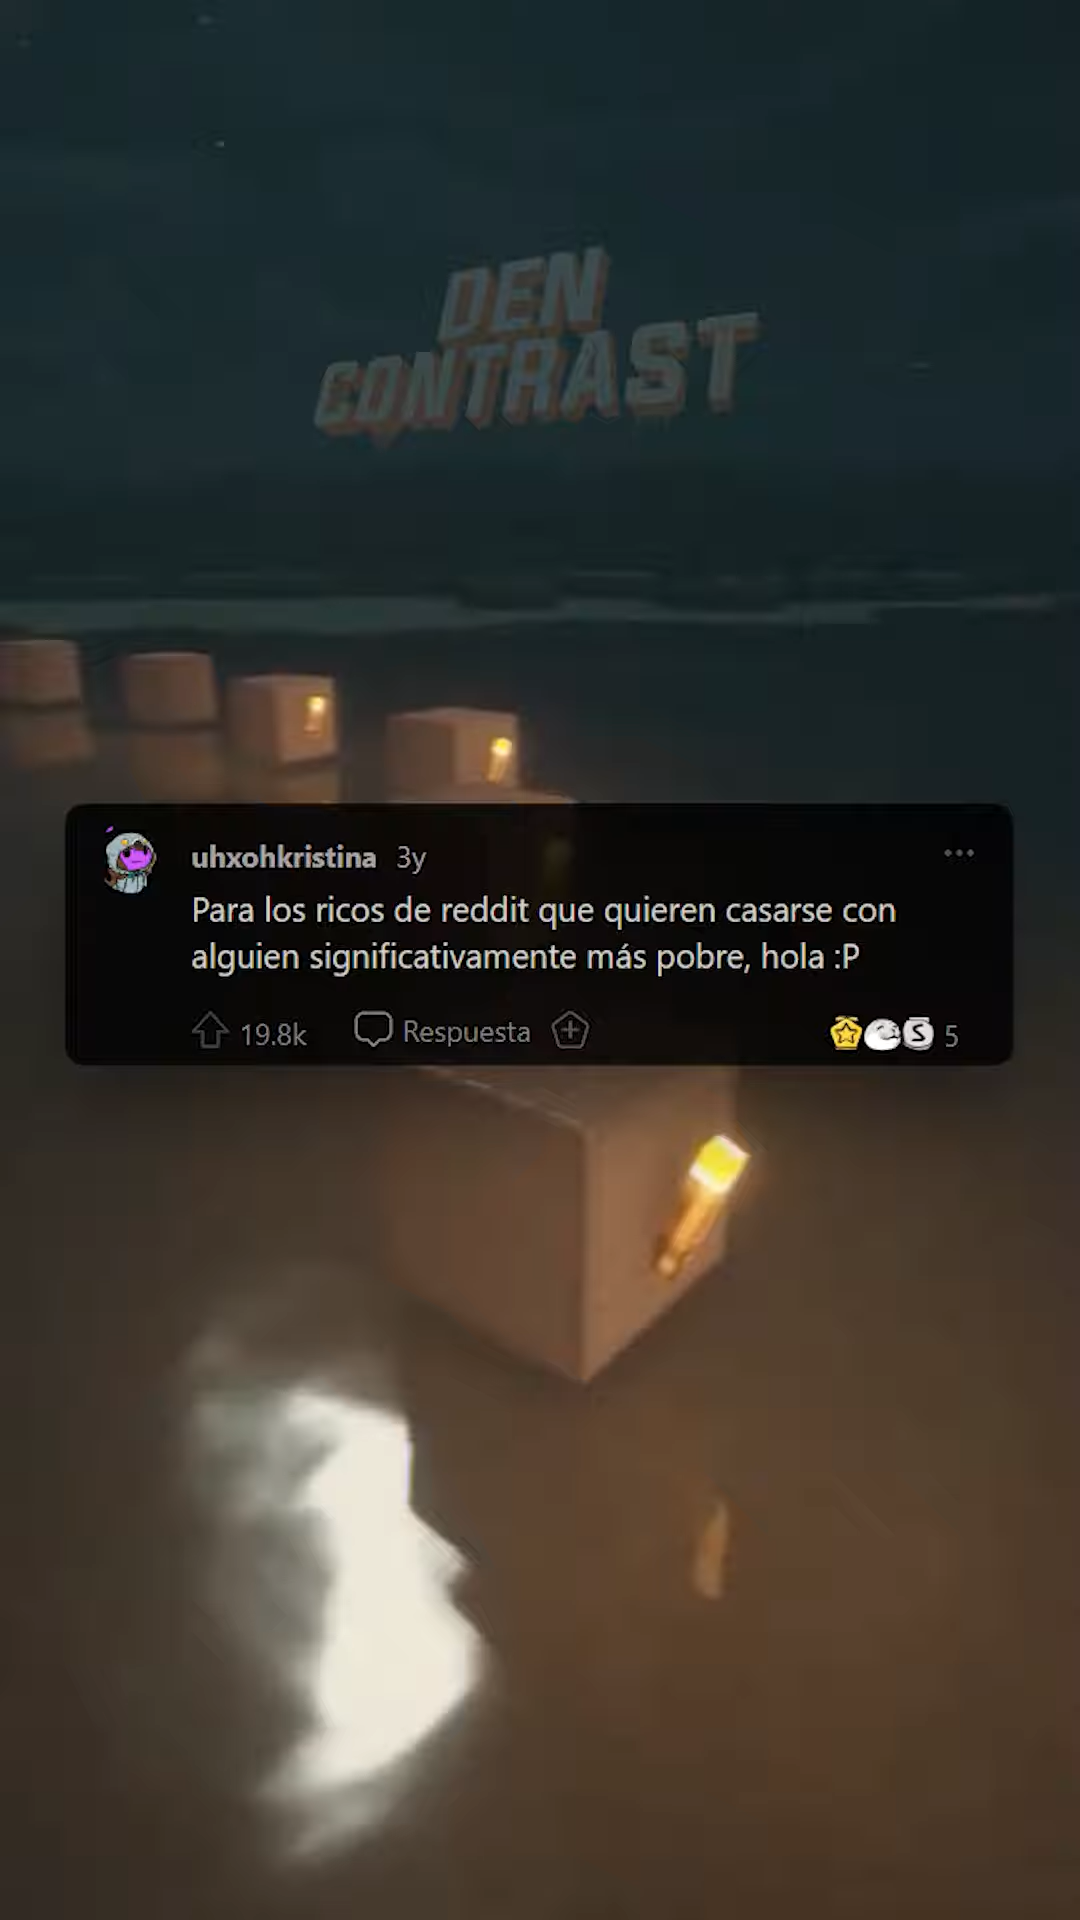 DEN
CONTRAST
uhxohkristina 3y
Para los ricos de reddit que quieren casarse con
alguien significativamente más pobre, hola :P
19.8k Respuesta 5